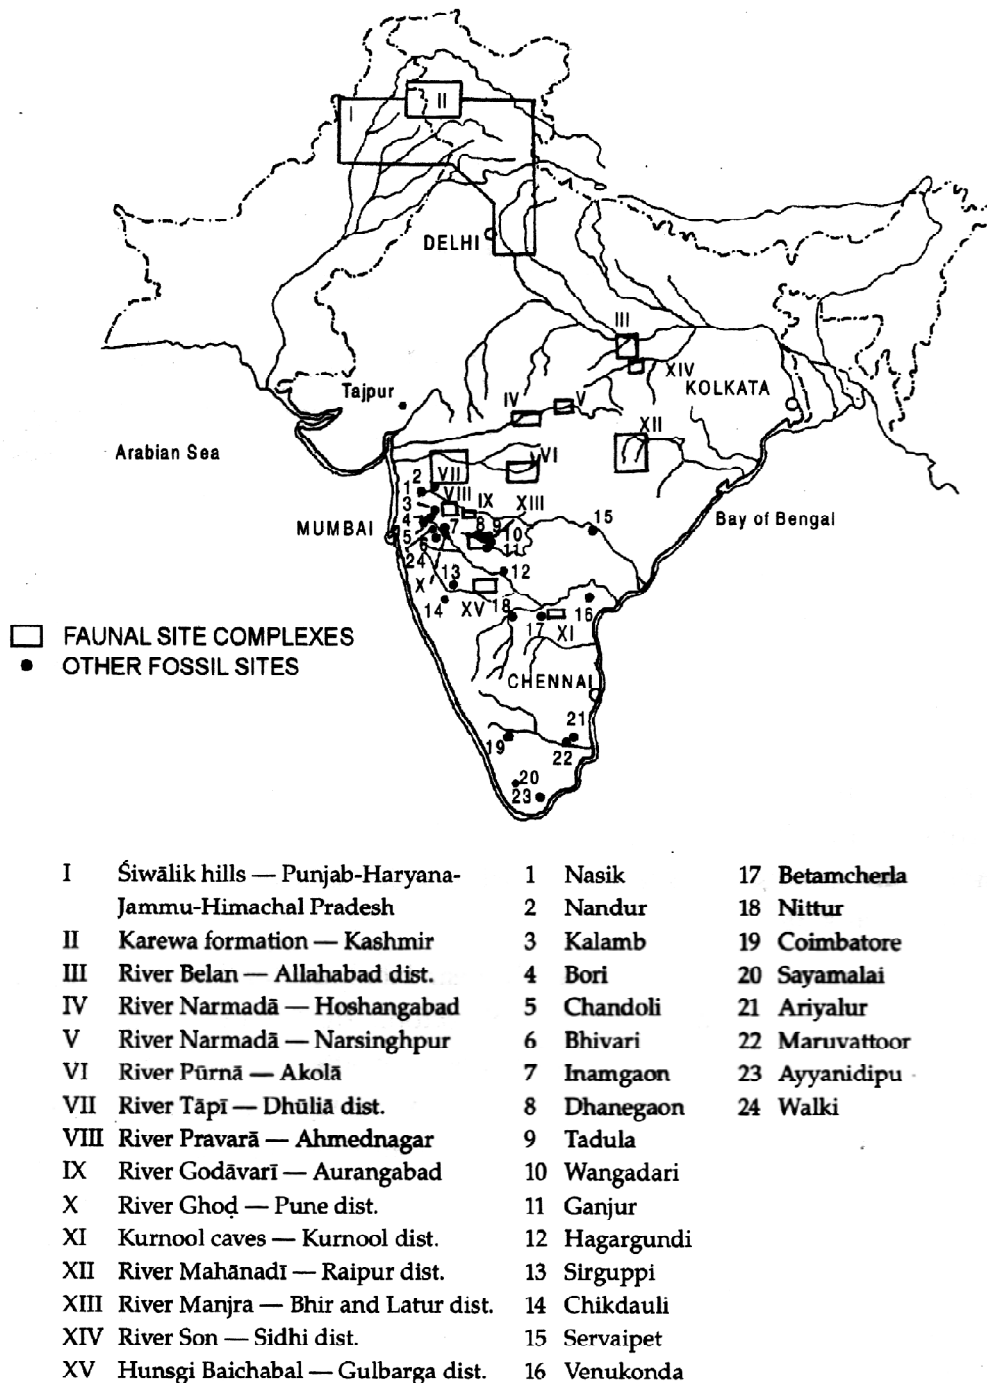 I
II
DELHI
III
XIV
Tajpur
KOLKATA
IV
V
XII
Arabian Sea
VI
VII
2
1
VIII
IX
XIII
3
MUMBAI
4
7
8
9
10
15
Bay of Bengal
5
6
11
24
X
13
12
14
XV
18
17
XI
16
FAUNAL SITE COMPLEXES
OTHER FOSSIL SITES
CHENNAI
19
21
22
20
23
I Śiwālik hills — Punjab-Haryana-
Jammu-Himachal Pradesh
II Karewa formation — Kashmir
III River Belan — Allahabad dist.
IV River Narmadā — Hoshangabad
V River Narmadā — Narsinghpur
VI River Pūrnā — Akolā
VII River Tāpī — Dhūliā dist.
VIII River Pravarā — Ahmednagar
IX River Godāvarī — Aurangabad
X River Ghoḍ — Pune dist.
XI Kurnool caves — Kurnool dist.
XII River Mahānadī — Raipur dist.
XIII River Manjra — Bhir and Latur dist.
XIV River Son — Sidhi dist.
XV Hunsgi Baichabal — Gulbarga dist.
1 Nasik
2 Nandur
3 Kalamb
4 Bori
5 Chandoli
6 Bhivari
7 Inamgaon
8 Dhanegaon
9 Tadula
10 Wangadari
11 Ganjur
12 Hagargundi
13 Sirguppi
14 Chikdauli
15 Servaipet
16 Venukonda
17 Betamcherla
18 Nittur
19 Coimbatore
20 Sayamalai
21 Ariyalur
22 Maruvattoor
23 Ayyanidipu
24 Walki